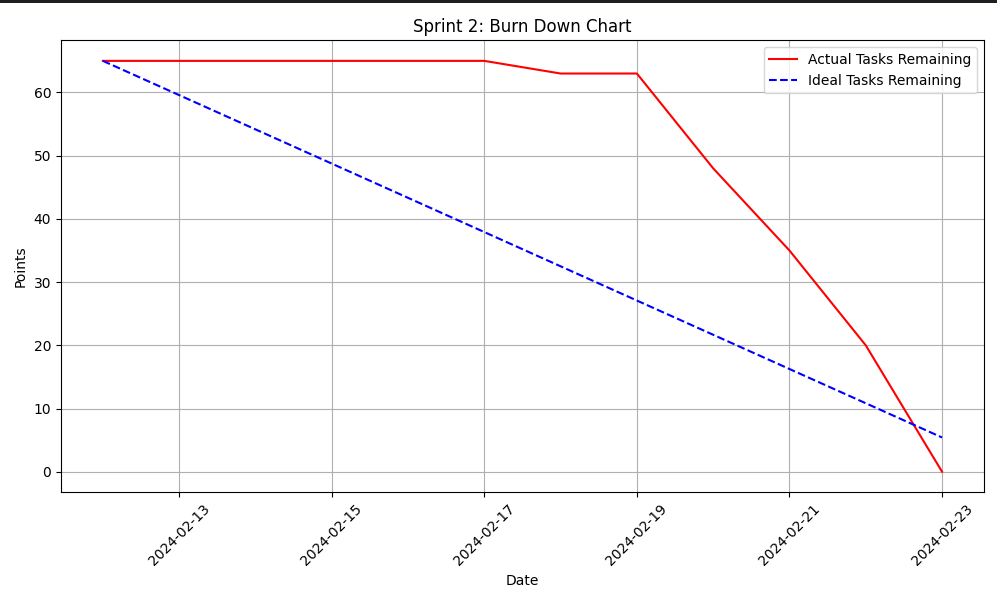 Sprint 2: Burn Down Chart
Actual Tasks Remaining
Ideal Tasks Remaining
Points
60
50
40
30
20
10
0
2024-02-13
2024-02-15
2024-02-17
2024-02-19
2024-02-21
2024-02-23
Date